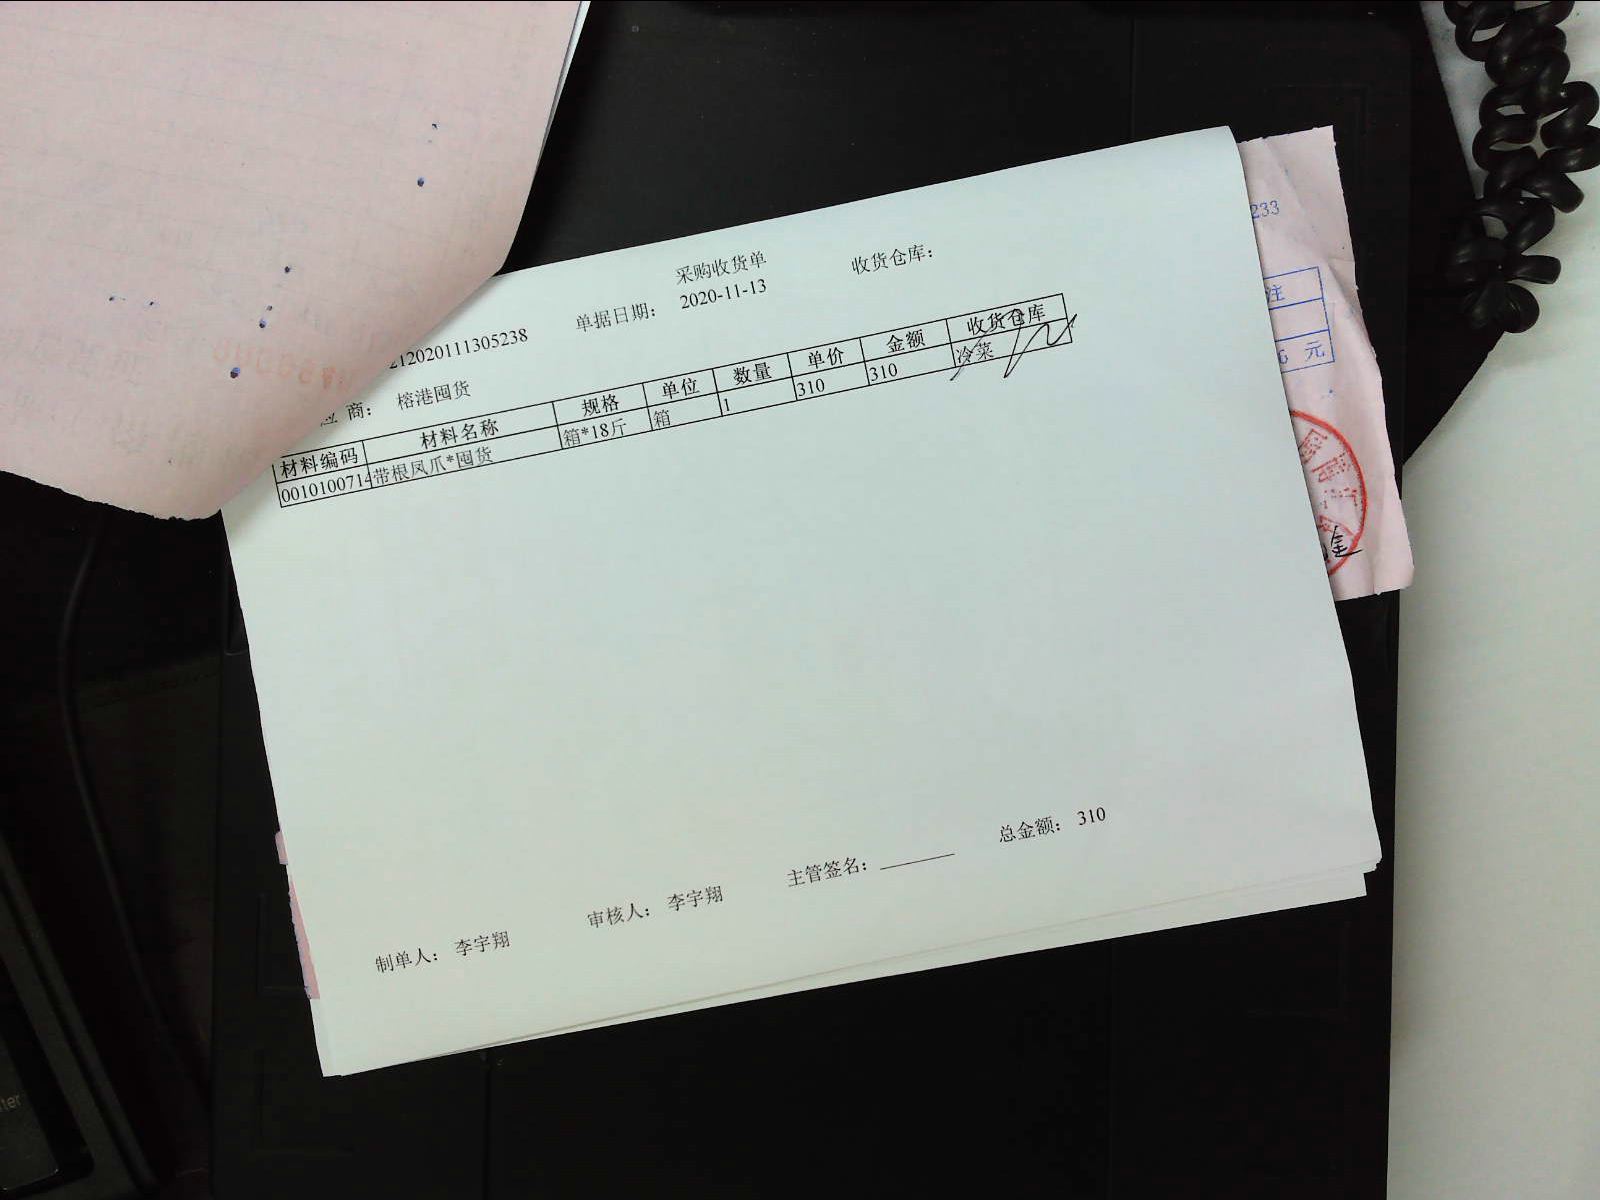 采购收货单
收货仓库：
单据日期： 2020-11-13
212020111305238
应 商： 榕港囤货
材料编码 材料名称 规格 单位 数量 单价 金额 收货仓库
0010100714 带根凤爪*囤货 箱*18斤 箱 1 310 310 冷菜
总金额： 310
主管签名：
审核人： 李宇翔
制单人： 李宇翔
233
注
6 元